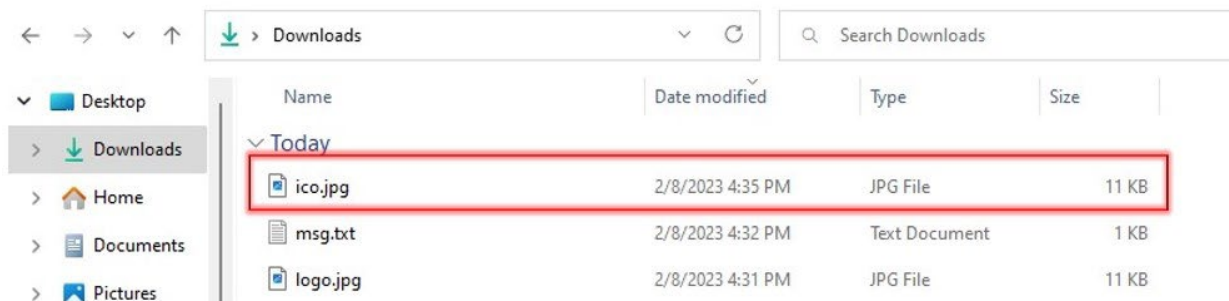 Downloads
Search Downloads
Desktop
Name
Date modified
Type
Size
Today
Downloads
ico.jpg
2/8/2023 4:35 PM
JPG File
11 KB
Home
msg.txt
2/8/2023 4:32 PM
Text Document
1 KB
Documents
logo.jpg
2/8/2023 4:31 PM
JPG File
11 KB
Pictures